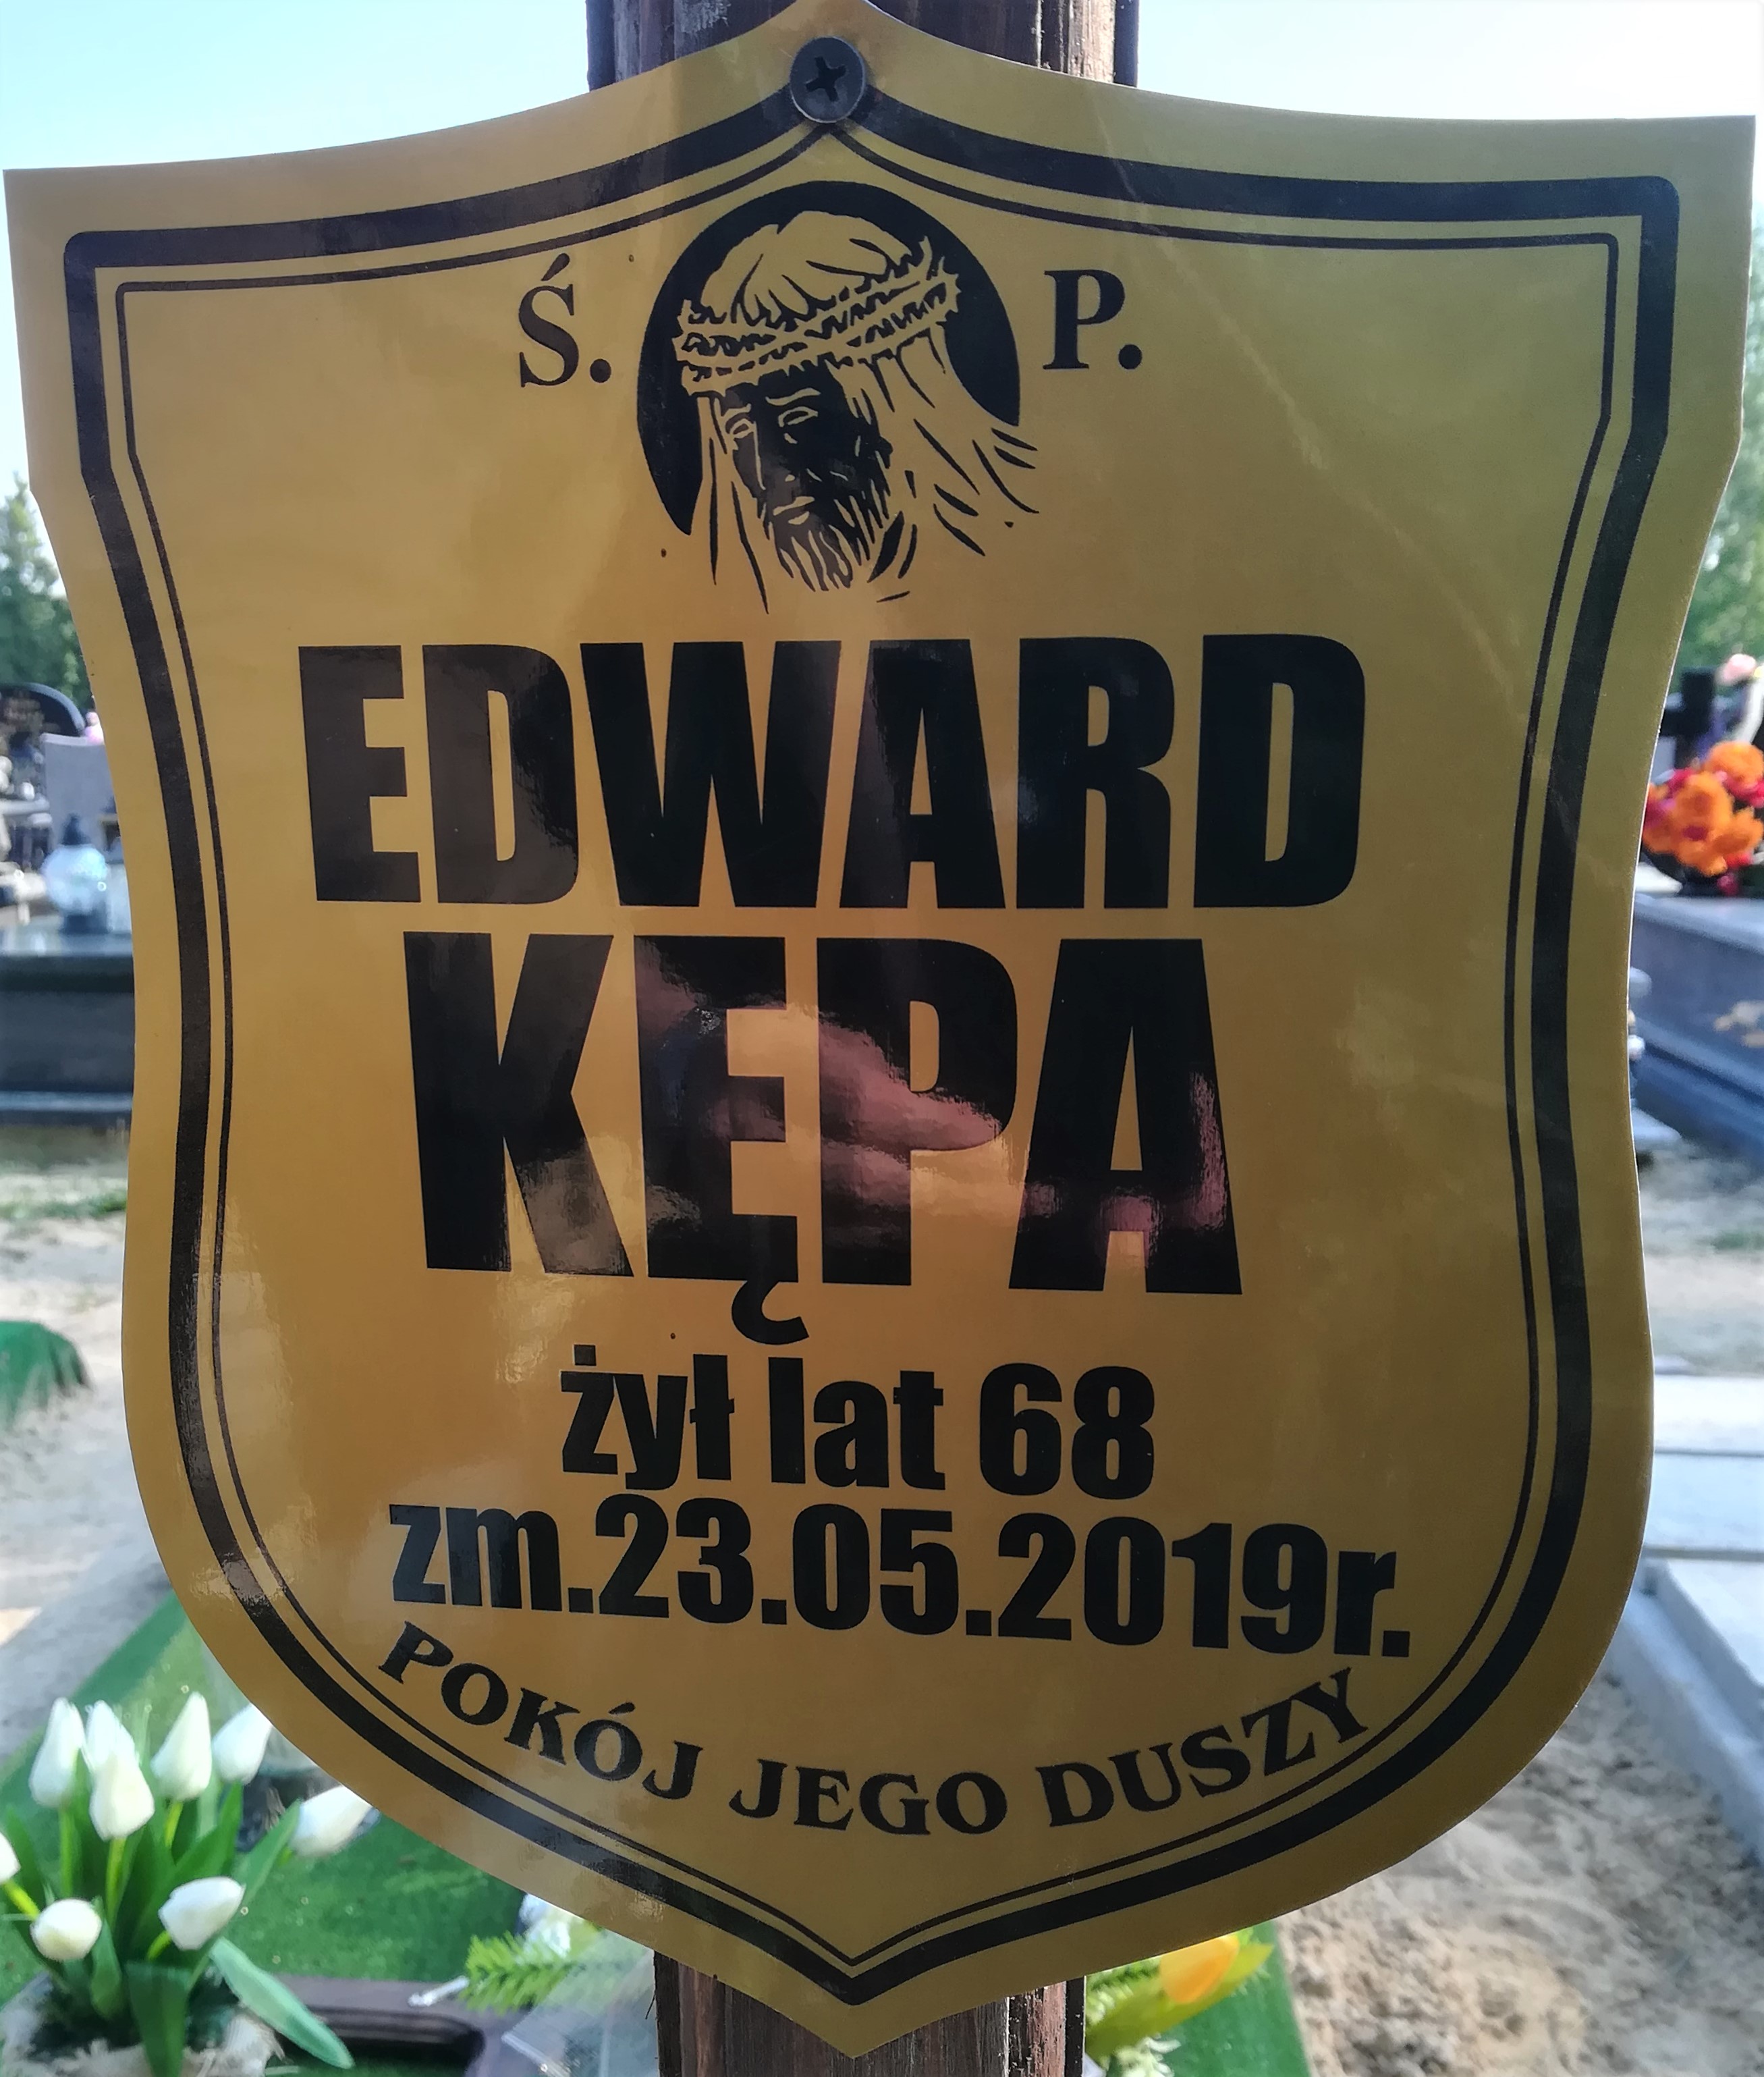 Ś. P.
EDWARD
KĘPA
żył lat 68
zm.23.05.2019r.
POKÓJ JEGO DUSZY